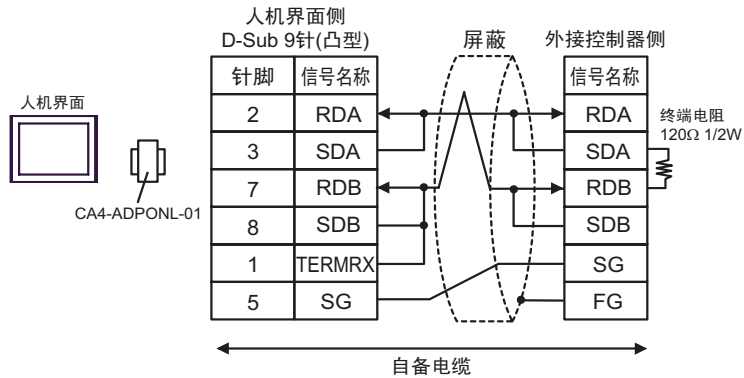 人机界面侧
D-Sub 9针(凸型)
屏蔽
外接控制器侧
针脚 信号名称 信号名称
人机界面
2 RDA RDA
终端电阻
120Ω 1/2W
3 SDA SDA
7 RDB RDB
CA4-ADPONL-01
8 SDB SDB
1 TERMRX SG
5 SG FG
自备电缆